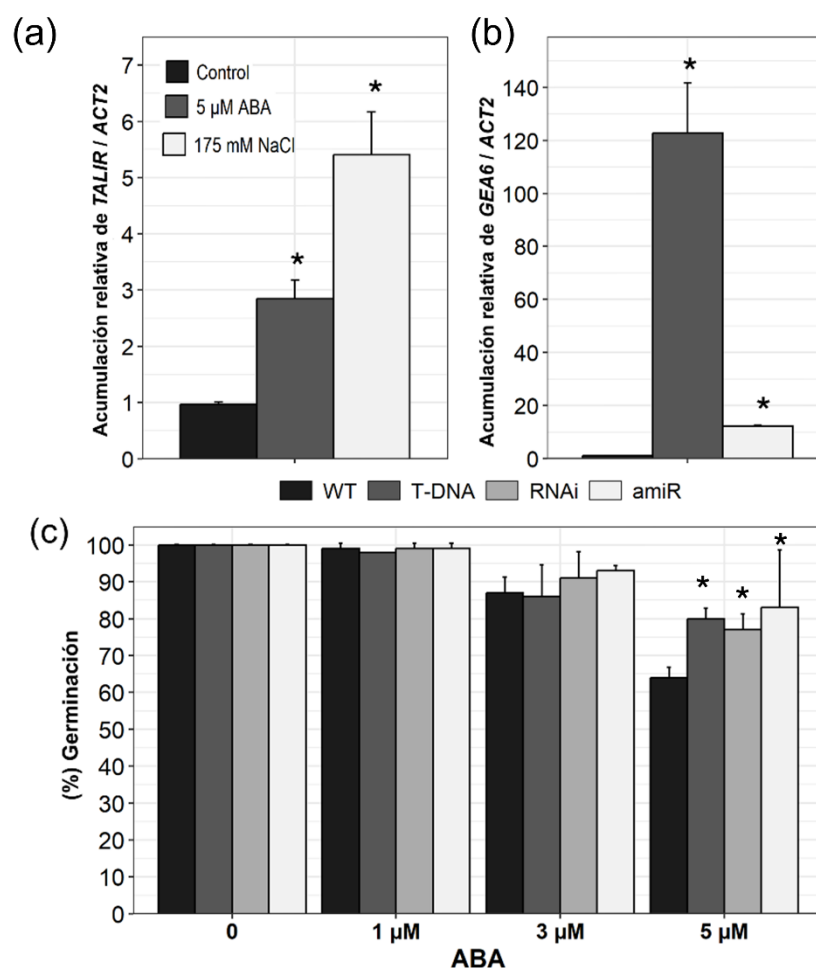 (a)
Acumulación relativa de TALIR / ACT2
7
6
5
4
3
2
1
0
Control
5 µM ABA
175 mM NaCl
*
*
(b)
Acumulación relativa de GEA6 / ACT2
140
120
100
80
60
40
20
0
*
*
WT T-DNA RNAi amiR
(c)
(%) Germinación
100
90
80
70
60
50
40
30
20
10
0
* * *
0 1 µM 3 µM 5 µM
ABA